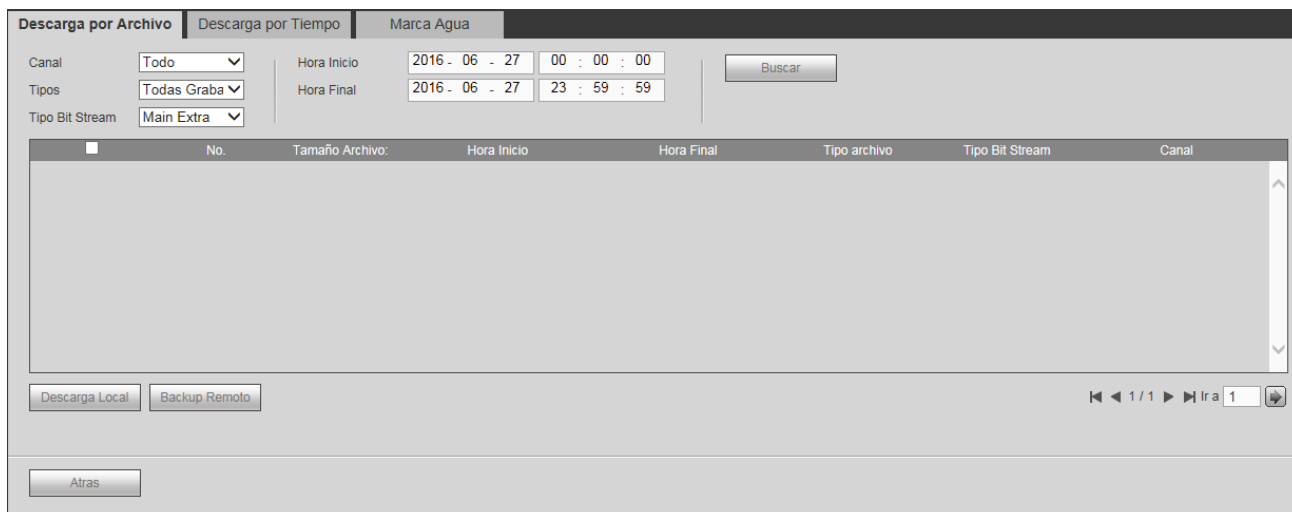 Descarga por Archivo Descarga por Tiempo Marca Agua
Canal Todo Hora Inicio 2016 - 06 - 27 00 : 00 : 00 Buscar
Tipos Todas Graba Hora Final 2016 - 06 - 27 23 : 59 : 59
Tipo Bit Stream Main Extra
No. Tamaño Archivo: Hora Inicio Hora Final Tipo archivo Tipo Bit Stream Canal
Descarga Local Backup Remoto 1 / 1 Ir a 1
Atras